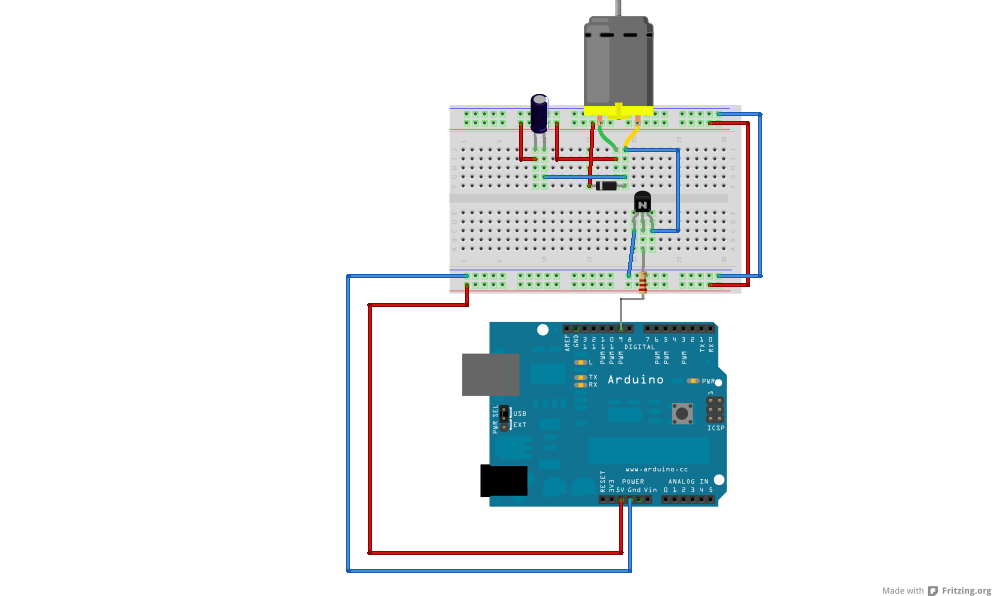 N
AREF
GND
13
12
11
10
9
8
7
6
5
4
3
2
1
0
PWM
PWM
PWM
PWM
PWM
PWM
TX
RX
DIGITAL
L
TX
RX
Arduino
PWR
ICSP
PWR SEL
USB
EXT
www.arduino.cc
POWER
ANALOG IN
RESET
3V3
5V Gnd Vin
0 1 2 3 4 5
Made with Fritzing.org